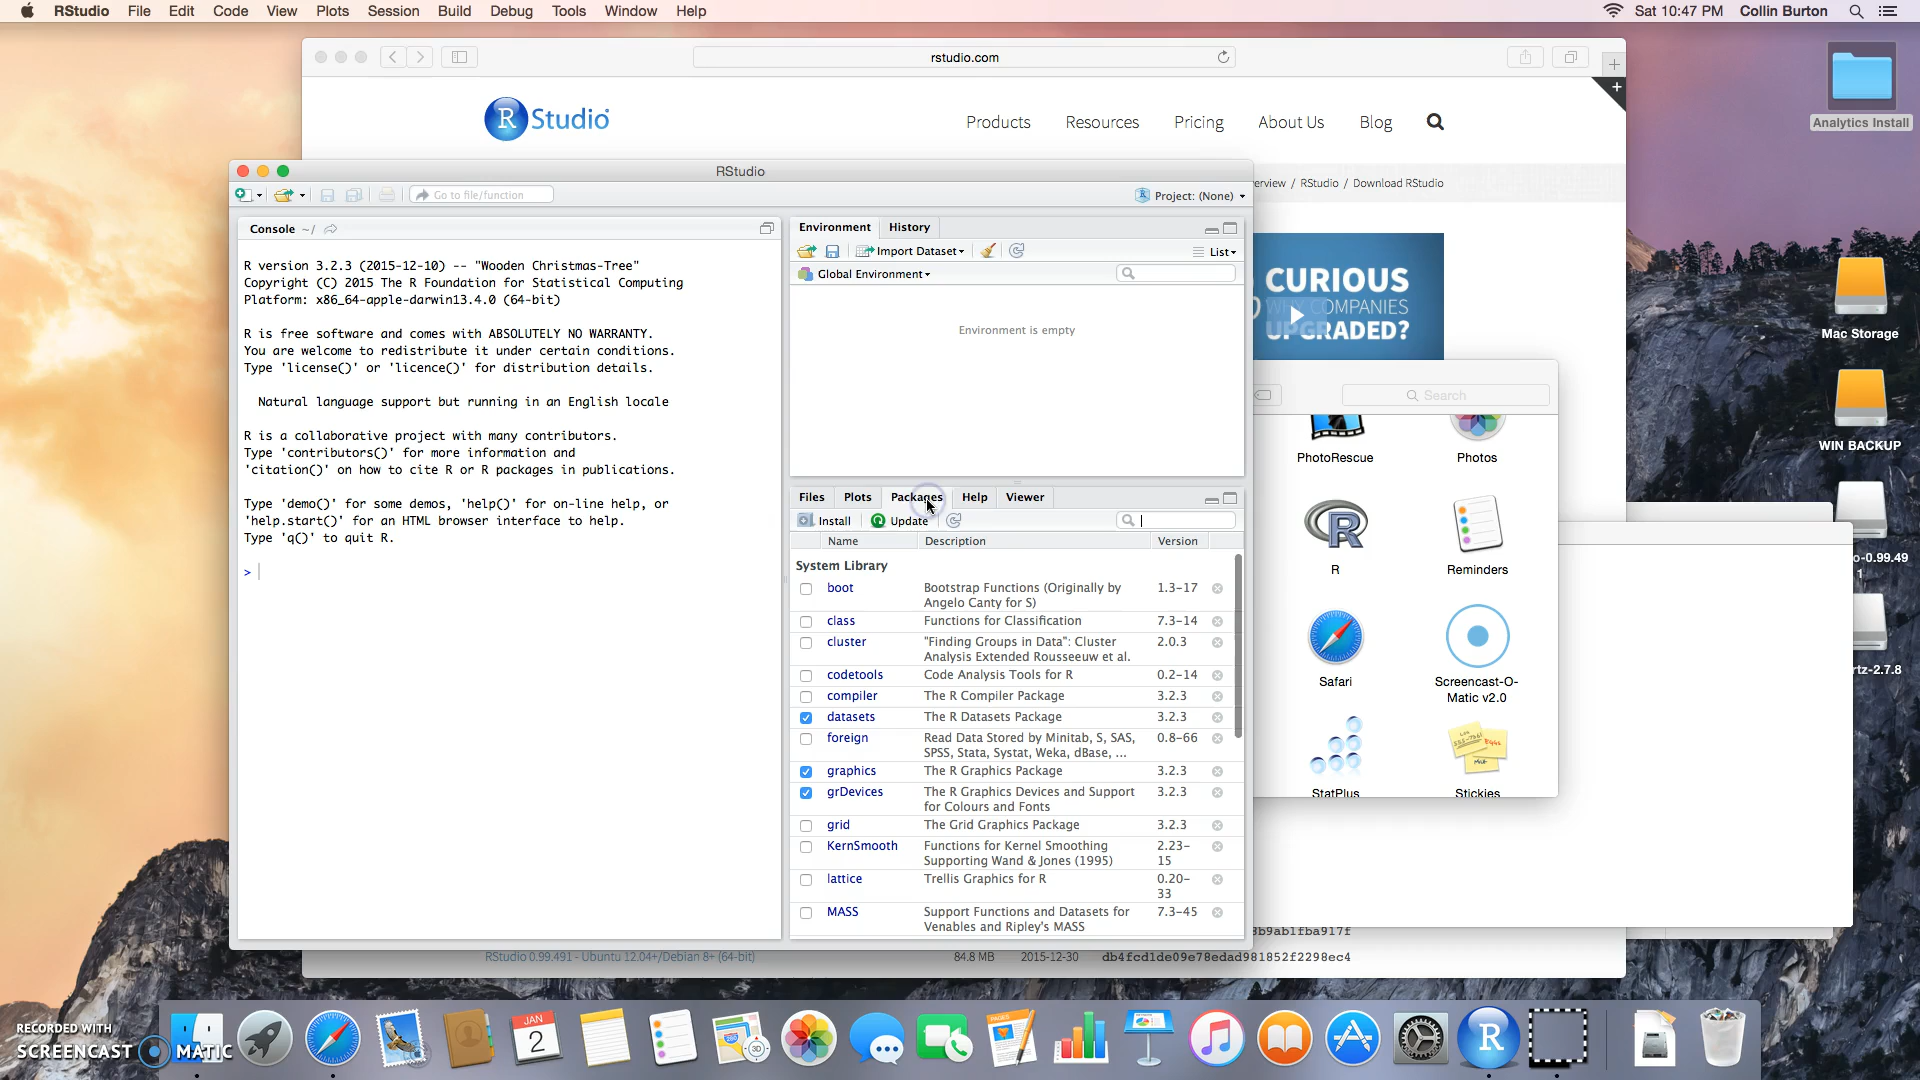 RStudio File Edit Code View Plots Session Build Debug Tools Window Help
Sat 10:47 PM Collin Burton
rstudio.com
R Studio
Products Resources Pricing About Us Blog
Analytics Install
RStudio
erview / RStudio / Download RStudio
Go to file/function
Project: (None)
Console ~/
R version 3.2.3 (2015-12-10) -- "Wooden Christmas-Tree"
Copyright (C) 2015 The R Foundation for Statistical Computing
Platform: x86_64-apple-darwin13.4.0 (64-bit)
R is free software and comes with ABSOLUTELY NO WARRANTY.
You are welcome to redistribute it under certain conditions.
Type 'license()' or 'licence()' for distribution details.
Natural language support but running in an English locale
R is a collaborative project with many contributors.
Type 'contributors()' for more information and
'citation()' on how to cite R or R packages in publications.
Type 'demo()' for some demos, 'help()' for on-line help, or
'help.start()' for an HTML browser interface to help.
Type 'q()' to quit R.
>
Environment History
Import Dataset List
Global Environment
Environment is empty
Files Plots Packages Help Viewer
Install Update
Name Description Version
System Library
boot Bootstrap Functions (Originally by Angelo Canty for S) 1.3-17
class Functions for Classification 7.3-14
cluster "Finding Groups in Data": Cluster Analysis Extended Rousseeuw et al. 2.0.3
codetools Code Analysis Tools for R 0.2-14
compiler The R Compiler Package 3.2.3
datasets The R Datasets Package 3.2.3
foreign Read Data Stored by Minitab, S, SAS, SPSS, Stata, Systat, Weka, dBase, ... 0.8-66
graphics The R Graphics Package 3.2.3
grDevices The R Graphics Devices and Support for Colours and Fonts 3.2.3
grid The Grid Graphics Package 3.2.3
KernSmooth Functions for Kernel Smoothing Supporting Wand & Jones (1995) 2.23-15
lattice Trellis Graphics for R 0.20-33
MASS Support Functions and Datasets for Venables and Ripley's MASS 7.3-45
CURIOUS
WHY COMPANIES
UPGRADED?
Search
PhotoRescue Photos
R Reminders
Safari Screencast-O-Matic v2.0
StatPlus Stickies
Mac Storage
WIN BACKUP
o-0.99.49
1
rtz-2.7.8
3b9ab1fba917f
RStudio 0.99.491 - Ubuntu 12.04+/Debian 8+ (64-bit) 84.8 MB 2015-12-30 db4fcd1de09e78edad981852f2298ec4
RECORDED WITH
SCREENCAST MATIC
JAN
2
PAGES